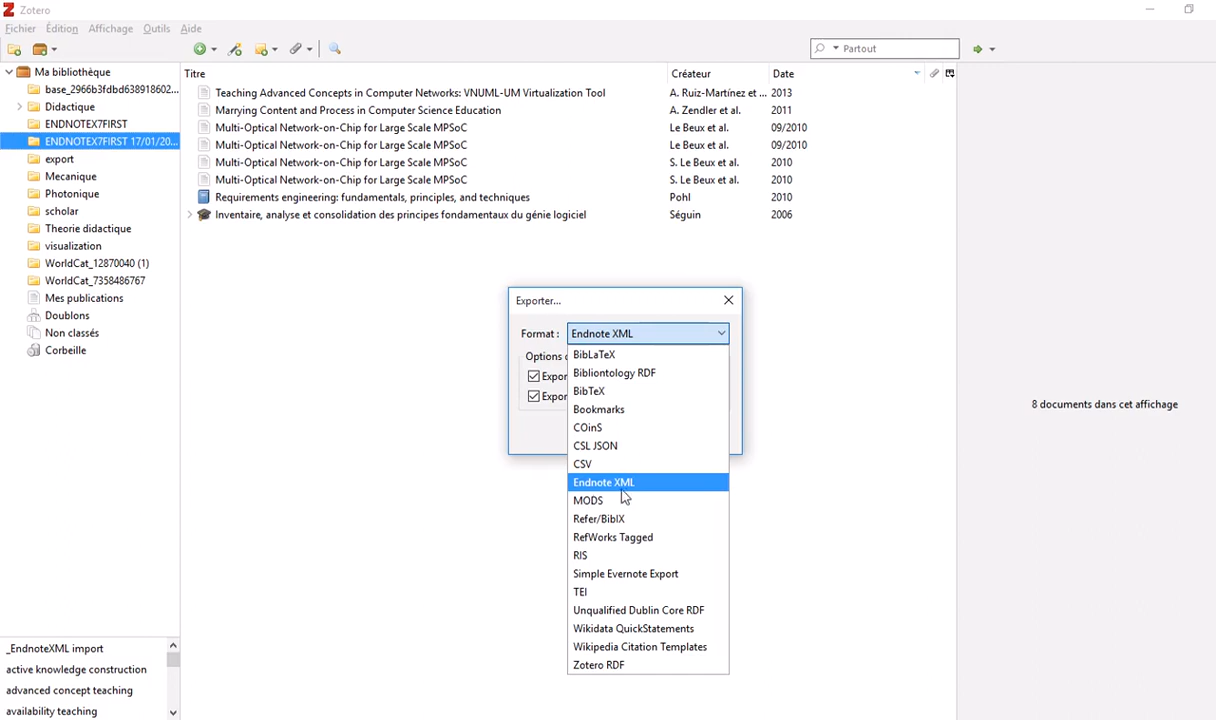 Zotero
Fichier Édition Affichage Outils Aide
Partout
Ma bibliothèque
base_2966b3fdbd638918602...
Didactique
ENDNOTEX7FIRST
ENDNOTEX7FIRST 17/01/20...
export
Mecanique
Photonique
scholar
Theorie didactique
visualization
WorldCat_12870040 (1)
WorldCat_7358486767
Mes publications
Doublons
Non classés
Corbeille
_EndnoteXML import
active knowledge construction
advanced concept teaching
availability teaching
Titre Créateur Date
Teaching Advanced Concepts in Computer Networks: VNUML-UM Virtualization Tool A. Ruiz-Martínez et ... 2013
Marrying Content and Process in Computer Science Education A. Zendler et al. 2011
Multi-Optical Network-on-Chip for Large Scale MPSoC Le Beux et al. 09/2010
Multi-Optical Network-on-Chip for Large Scale MPSoC Le Beux et al. 09/2010
Multi-Optical Network-on-Chip for Large Scale MPSoC S. Le Beux et al. 2010
Multi-Optical Network-on-Chip for Large Scale MPSoC S. Le Beux et al. 2010
Requirements engineering: fundamentals, principles, and techniques Pohl 2010
Inventaire, analyse et consolidation des principes fondamentaux du génie logiciel Séguin 2006
Exporter...
Format : Endnote XML
Options
Expor
Expor
BibLaTeX
Bibliontology RDF
BibTeX
Bookmarks
COinS
CSL JSON
CSV
Endnote XML
MODS
Refer/BibIX
RefWorks Tagged
RIS
Simple Evernote Export
TEI
Unqualified Dublin Core RDF
Wikidata QuickStatements
Wikipedia Citation Templates
Zotero RDF
8 documents dans cet affichage